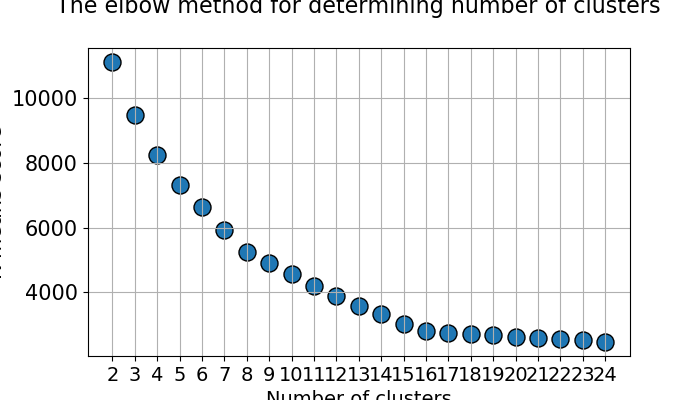 The elbow method for determining number of clusters
10000
8000
6000
4000
2 3 4 5 6 7 8 9 10 11 12 13 14 15 16 17 18 19 20 21 22 23 24
Number of clusters